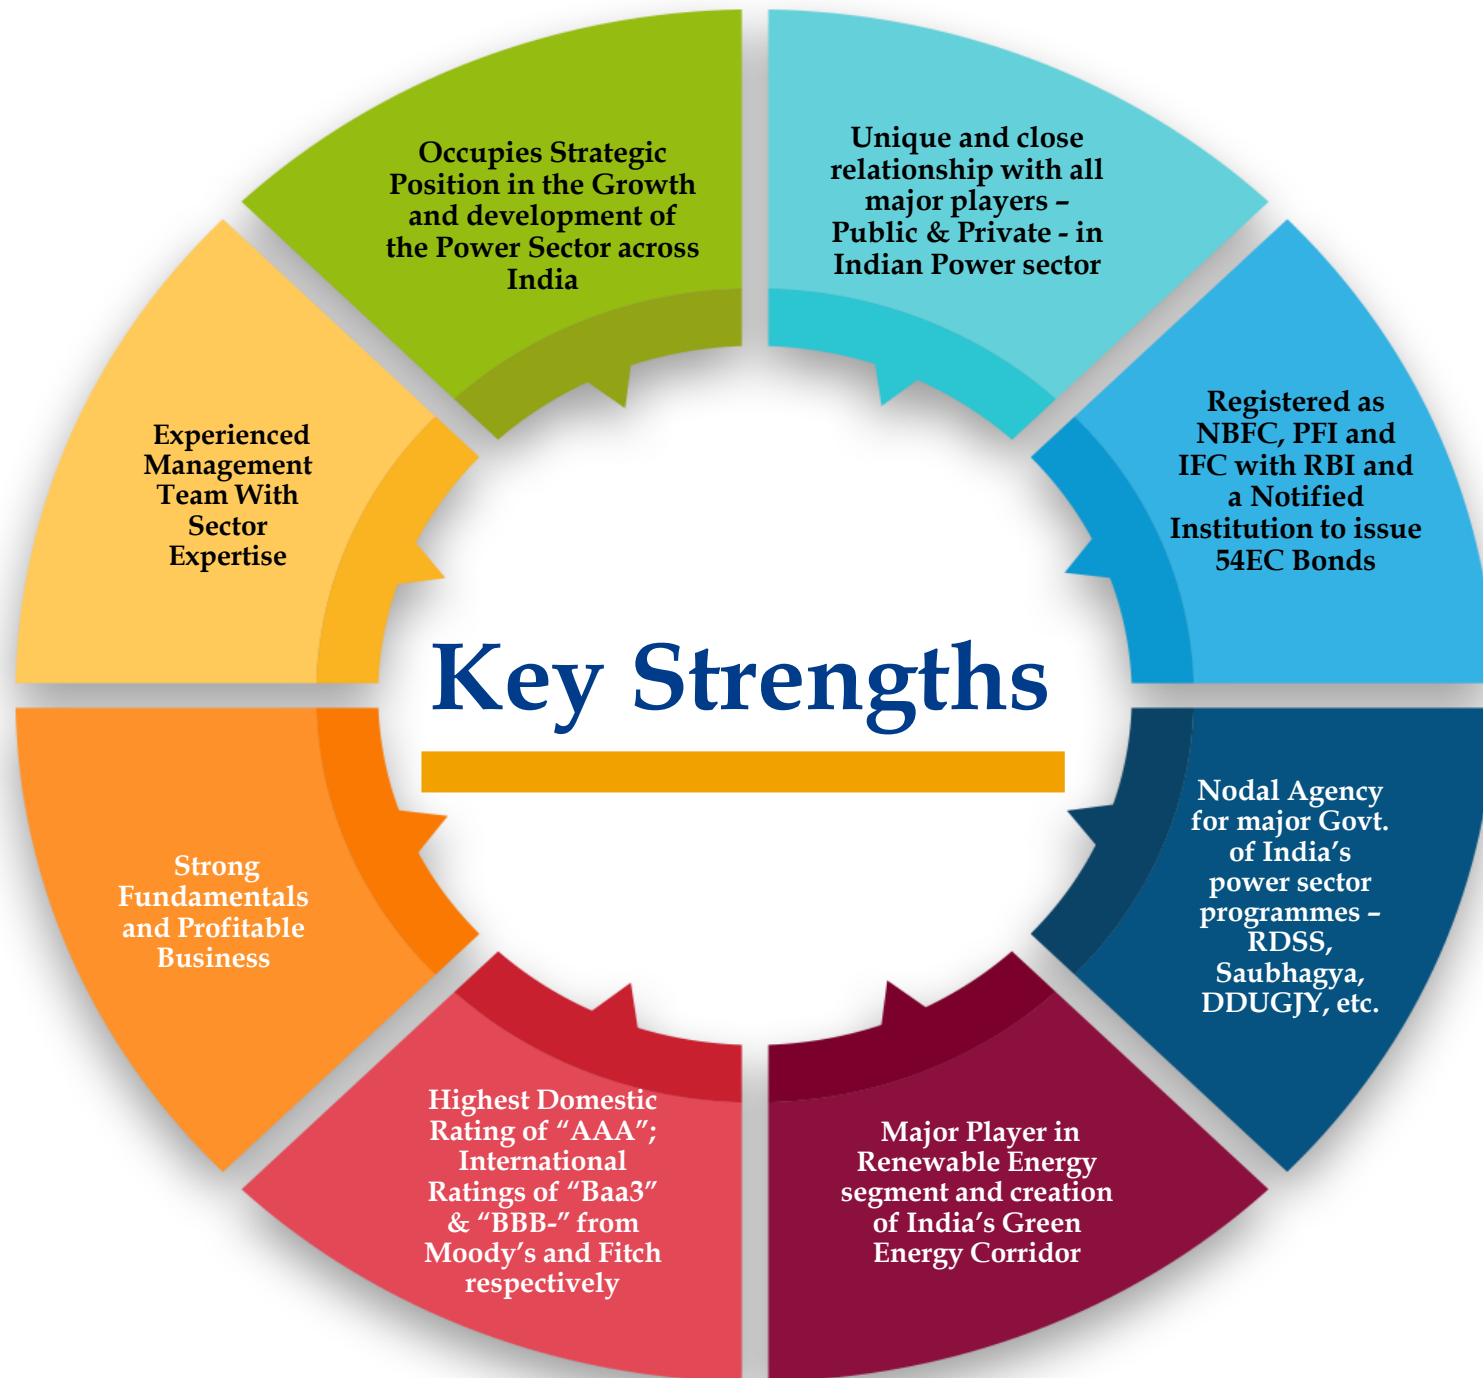 Occupies Strategic
Position in the Growth
and development of
the Power Sector across
India
Unique and close
relationship with all
major players –
Public & Private - in
Indian Power sector
Registered as
NBFC, PFI and
IFC with RBI and
a Notified
Institution to issue
54EC Bonds
Nodal Agency
for major Govt.
of India’s
power sector
programmes –
RDSS,
Saubhagya,
DDUGJY, etc.
Major Player in
Renewable Energy
segment and creation
of India’s Green
Energy Corridor
Highest Domestic
Rating of “AAA”;
International
Ratings of “Baa3”
& “BBB-” from
Moody’s and Fitch
respectively
Strong
Fundamentals
and Profitable
Business
Experienced
Management
Team With
Sector
Expertise
Key Strengths